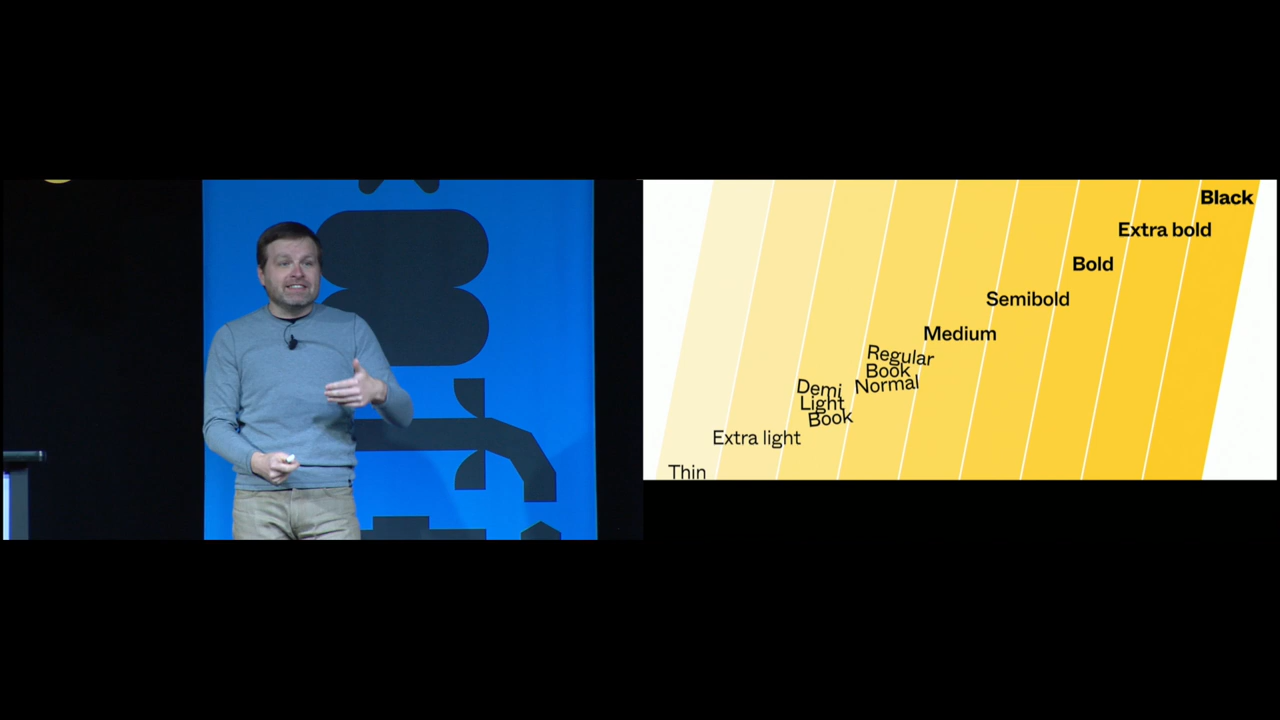 Black
Extra bold
Bold
Semibold
Medium
Regular
Book
Normal
Demi
Light
Book
Extra light
Thin